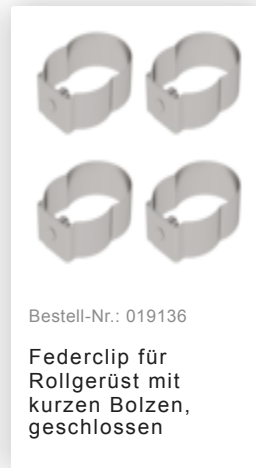 Bestell-Nr.: 019136
Federclip für
Rollgerüst mit
kurzen Bolzen,
geschlossen